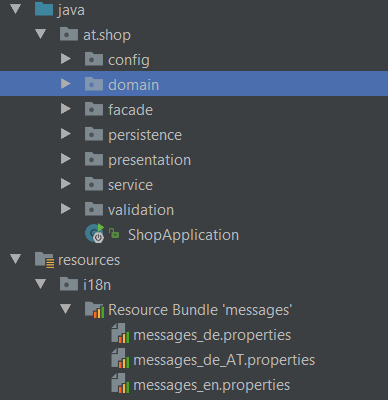 java
at.shop
config
domain
facade
persistence
presentation
service
validation
ShopApplication
resources
i18n
Resource Bundle 'messages'
messages_de.properties
messages_de_AT.properties
messages_en.properties